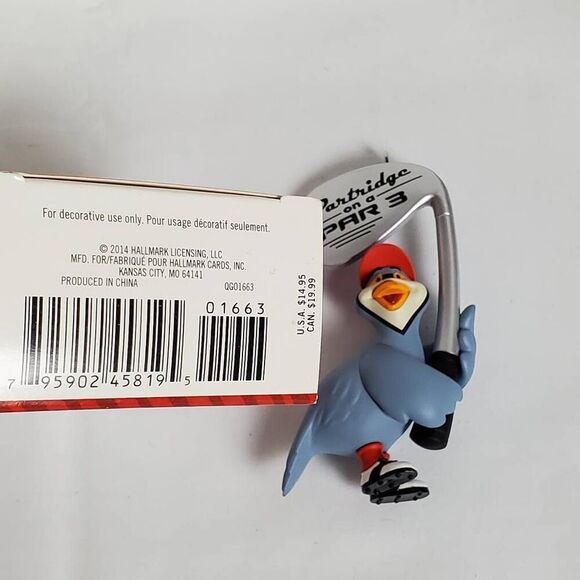 For decorative use only. Pour usage décoratif seulement.
© 2014 HALLMARK LICENSING, LLC
MFD. FOR/FABRIQUÉ POUR HALLMARK CARDS, INC.
KANSAS CITY, MO 64141
PRODUCED IN CHINA QGO1663
01663
7 95902 45819 5
U.S.A. $14.95
CAN. $19.99
Partridge
on a
PAR 3